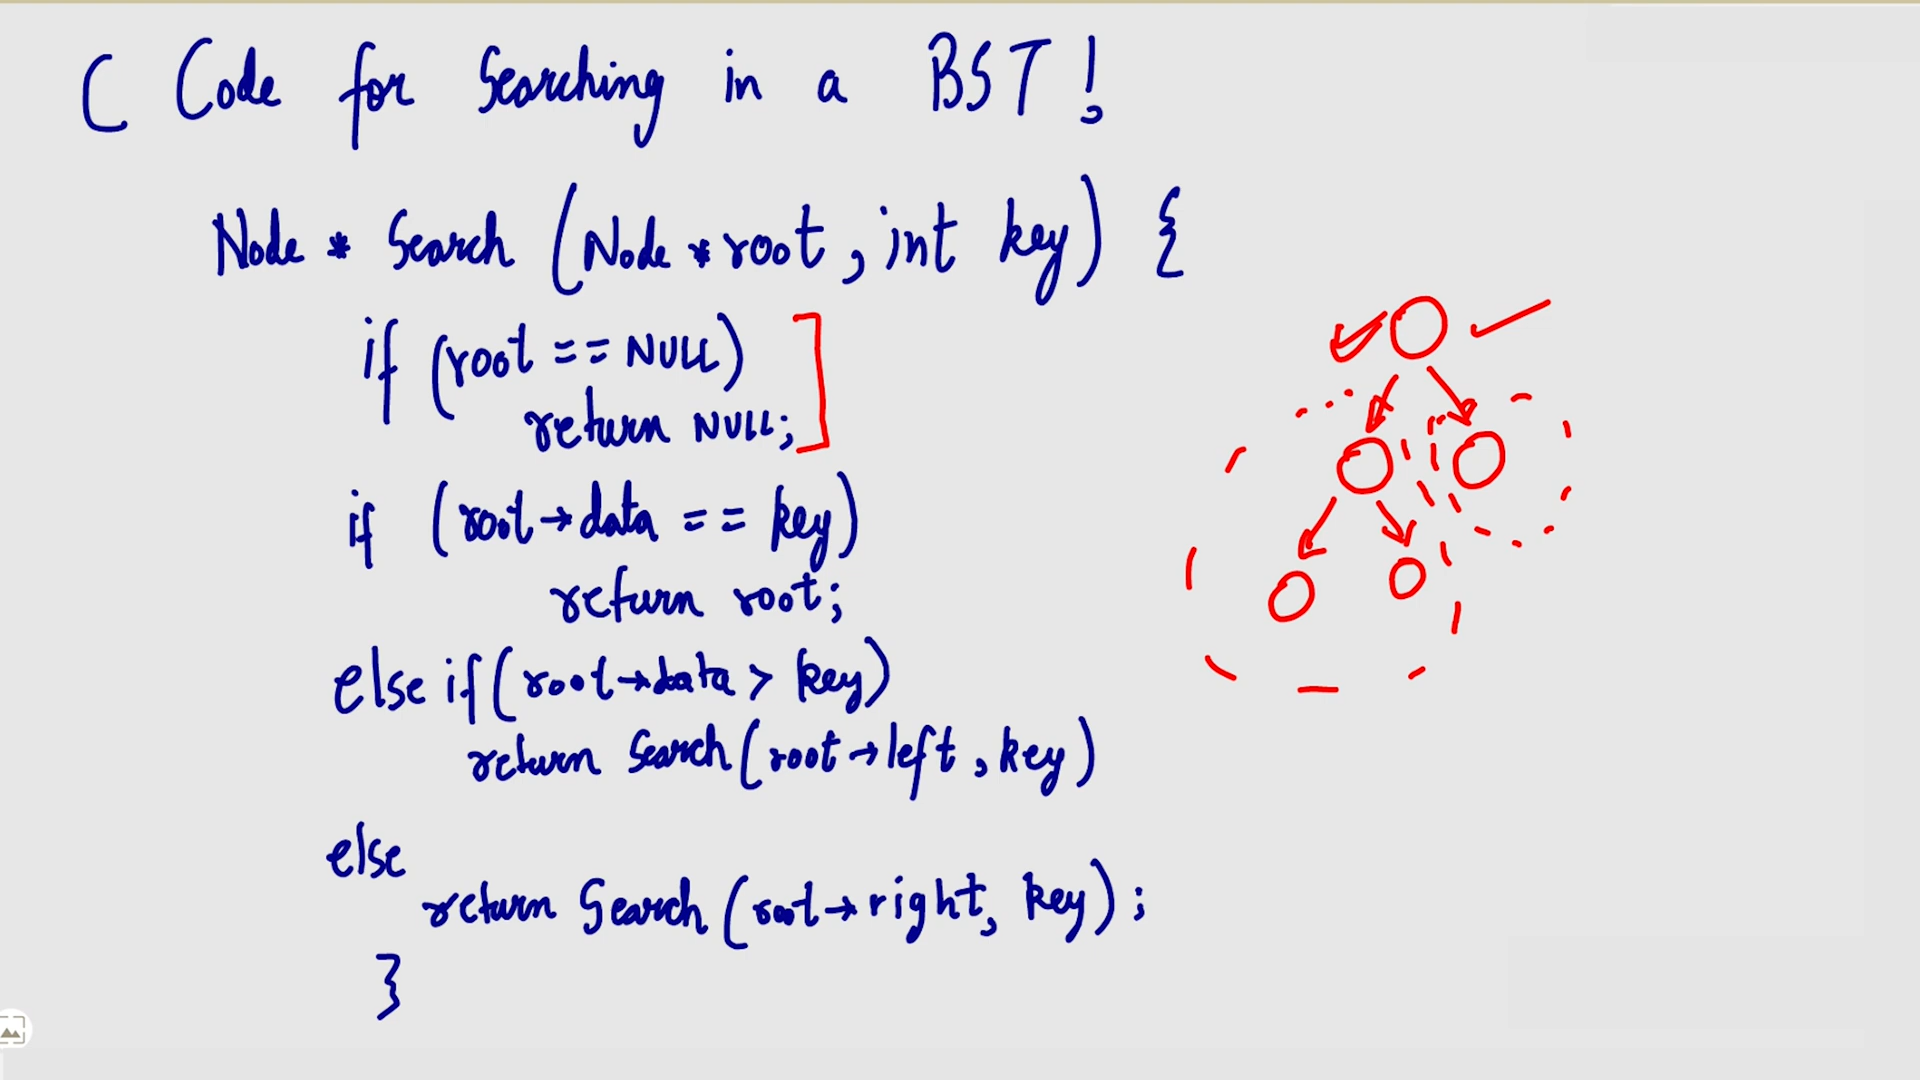 C Code for Searching in a BST!
Node * Search (Node *root, int key) {
if (root == NULL)
return NULL;
if (root→data == key)
return root;
else if (root→data > key)
return Search (root→left, key)
else
return Search (root→right, key);
}